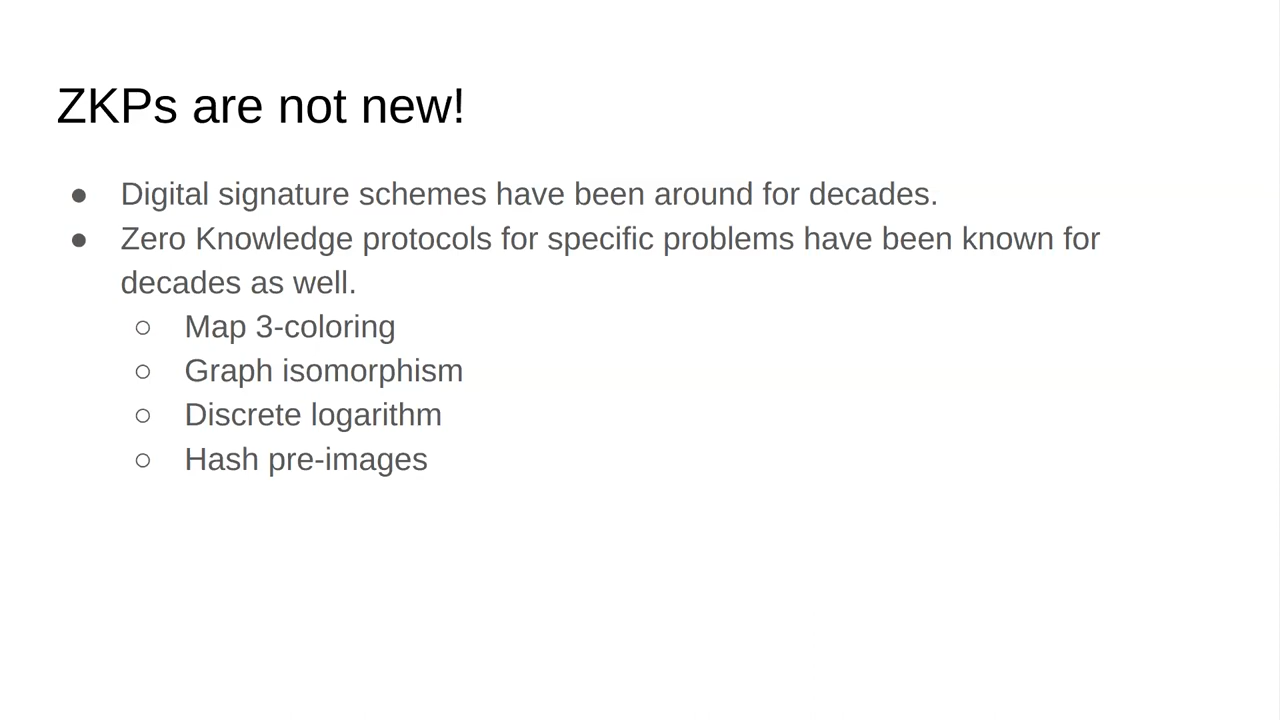 ZKPs are not new!
● Digital signature schemes have been around for decades.
● Zero Knowledge protocols for specific problems have been known for
decades as well.
○ Map 3-coloring
○ Graph isomorphism
○ Discrete logarithm
○ Hash pre-images